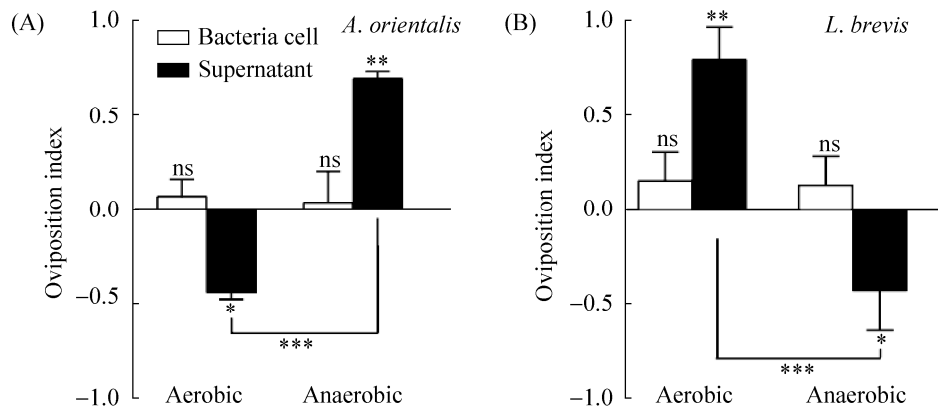 (A)
Bacteria cell
Supernatant
A. orientalis
Oviposition index
1.0
0.5
0.0
−0.5
−1.0
ns
*
ns
**
***
Aerobic
Anaerobic
(B)
L. brevis
Oviposition index
1.0
0.5
0.0
−0.5
−1.0
ns
**
ns
*
***
Aerobic
Anaerobic